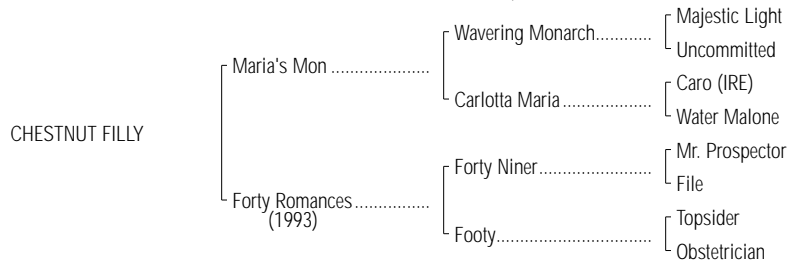 Majestic Light
Wavering Monarch............
Uncommitted
Maria's Mon .....................
Caro (IRE)
Carlotta Maria ...................
Water Malone
CHESTNUT FILLY
Mr. Prospector
Forty Niner........................
File
Forty Romances ................
(1993)
Topsider
Footy.................................
Obstetrician